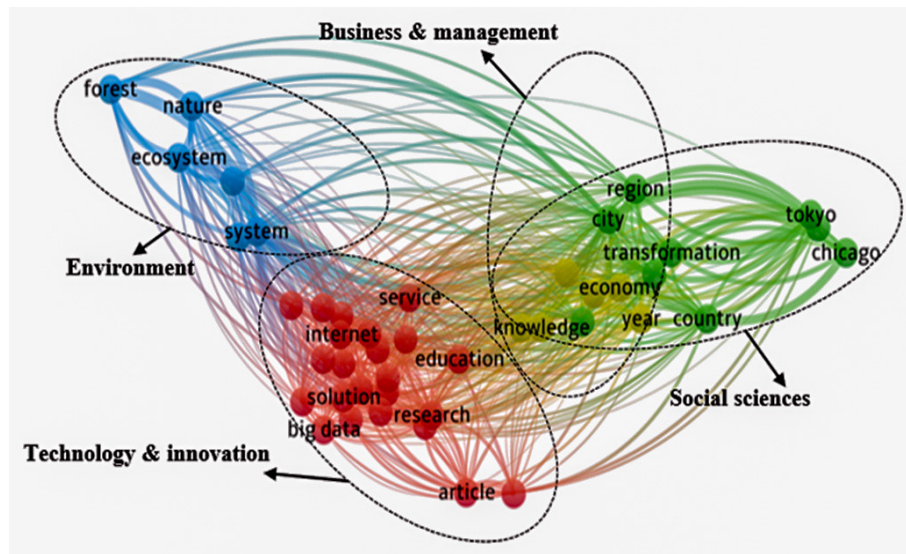 Business & management
forest
nature
ecosystem
region
city
tokyo
system
transformation
chicago
Environment
economy
service
internet
knowledge
year
country
education
Social sciences
solution
research
big data
Technology & innovation
article